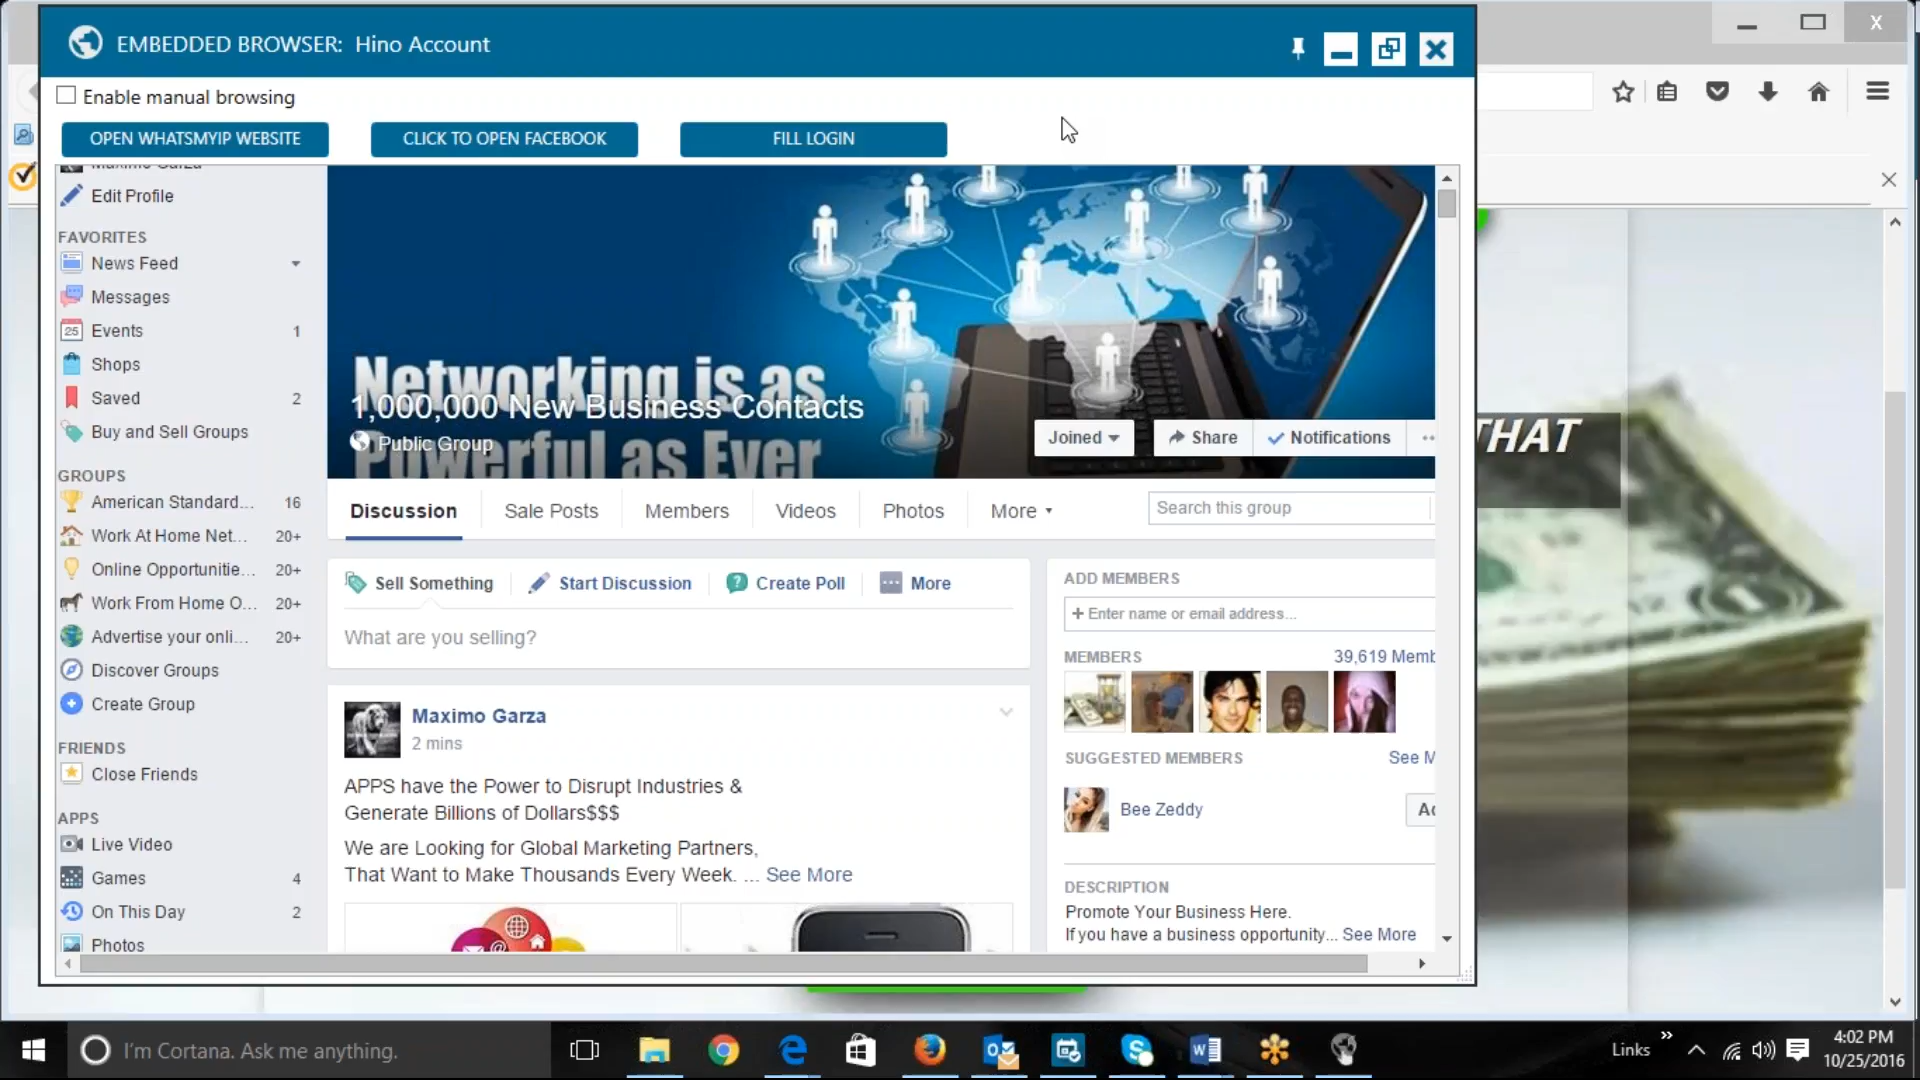 EMBEDDED BROWSER: Hino Account
Enable manual browsing
OPEN WHATSMYIP WEBSITE
CLICK TO OPEN FACEBOOK
FILL LOGIN
Maximo Garza
Edit Profile
FAVORITES
News Feed
Messages
Events 1
Shops
Saved 2
Buy and Sell Groups
GROUPS
American Standard... 16
Work At Home Net... 20+
Online Opportunitie... 20+
Work From Home O... 20+
Advertise your onli... 20+
Discover Groups
Create Group
FRIENDS
Close Friends
APPS
Live Video
Games 4
On This Day 2
Photos
Networking is as
Powerful as Ever
1,000,000 New Business Contacts
Public Group
Joined
Share
Notifications
Discussion
Sale Posts
Members
Videos
Photos
More
Search this group
Sell Something
Start Discussion
Create Poll
More
What are you selling?
Maximo Garza
2 mins
APPS have the Power to Disrupt Industries &
Generate Billions of Dollars$$$
We are Looking for Global Marketing Partners,
That Want to Make Thousands Every Week. ... See More
ADD MEMBERS
+ Enter name or email address...
MEMBERS
39,619 Memb
SUGGESTED MEMBERS
See M
Bee Zeddy
DESCRIPTION
Promote Your Business Here.
If you have a business opportunity... See More
THAT
I'm Cortana. Ask me anything.
Links
4:02 PM
10/25/2016